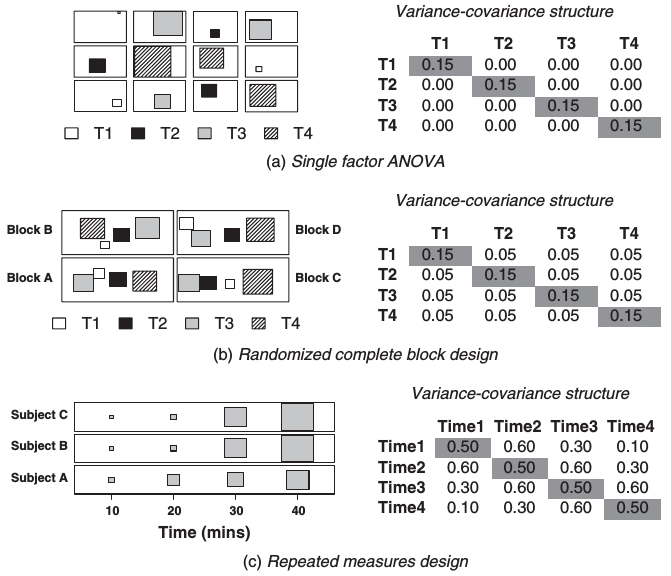 Variance-covariance structure
T1 T2 T3 T4
T1 0.15 0.00 0.00 0.00
T2 0.00 0.15 0.00 0.00
T3 0.00 0.00 0.15 0.00
T4 0.00 0.00 0.00 0.15
T1 T2 T3 T4
(a) Single factor ANOVA
Variance-covariance structure
T1 T2 T3 T4
T1 0.15 0.05 0.05 0.05
T2 0.05 0.15 0.05 0.05
T3 0.05 0.05 0.15 0.05
T4 0.05 0.05 0.05 0.15
Block B Block D
Block A Block C
T1 T2 T3 T4
(b) Randomized complete block design
Variance-covariance structure
Time1 Time2 Time3 Time4
Time1 0.50 0.60 0.30 0.10
Time2 0.60 0.50 0.60 0.30
Time3 0.30 0.60 0.50 0.60
Time4 0.10 0.30 0.60 0.50
Subject C
Subject B
Subject A
10 20 30 40
Time (mins)
(c) Repeated measures design